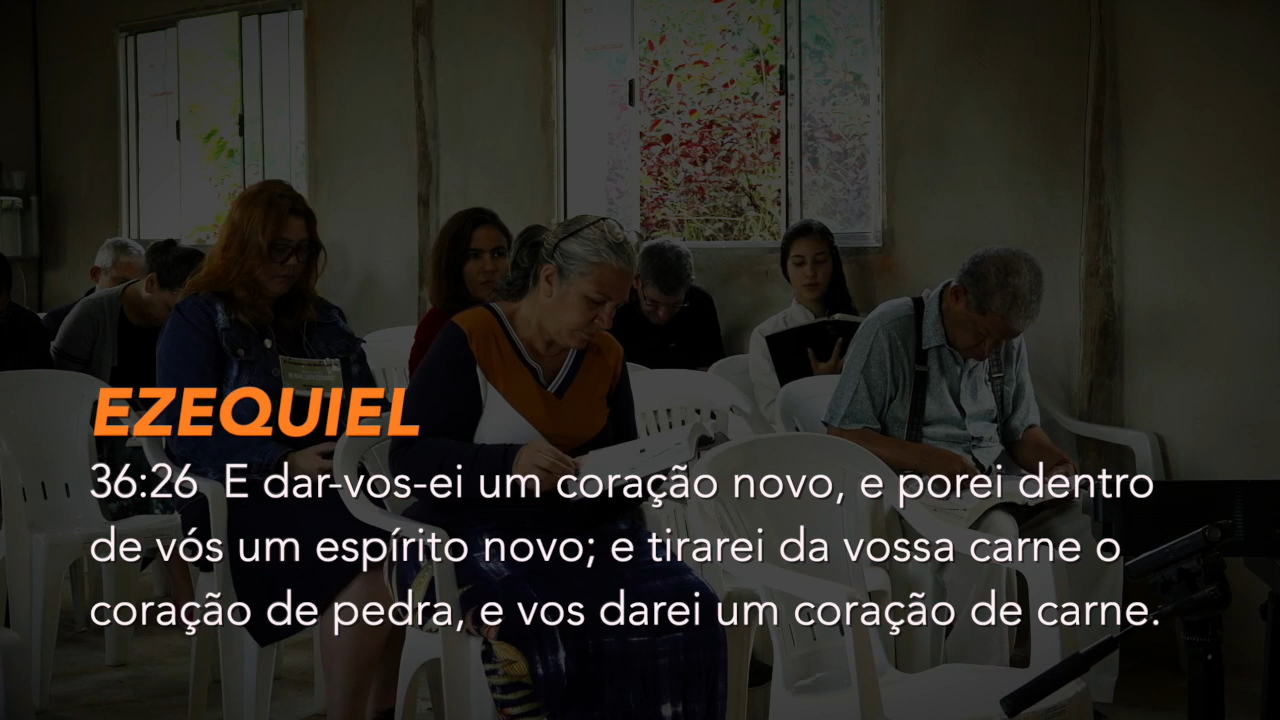 EZEQUIEL
36:26 E dar-vos-ei um coração novo, e porei dentro
de vós um espírito novo; e tirarei da vossa carne o
coração de pedra, e vos darei um coração de carne.